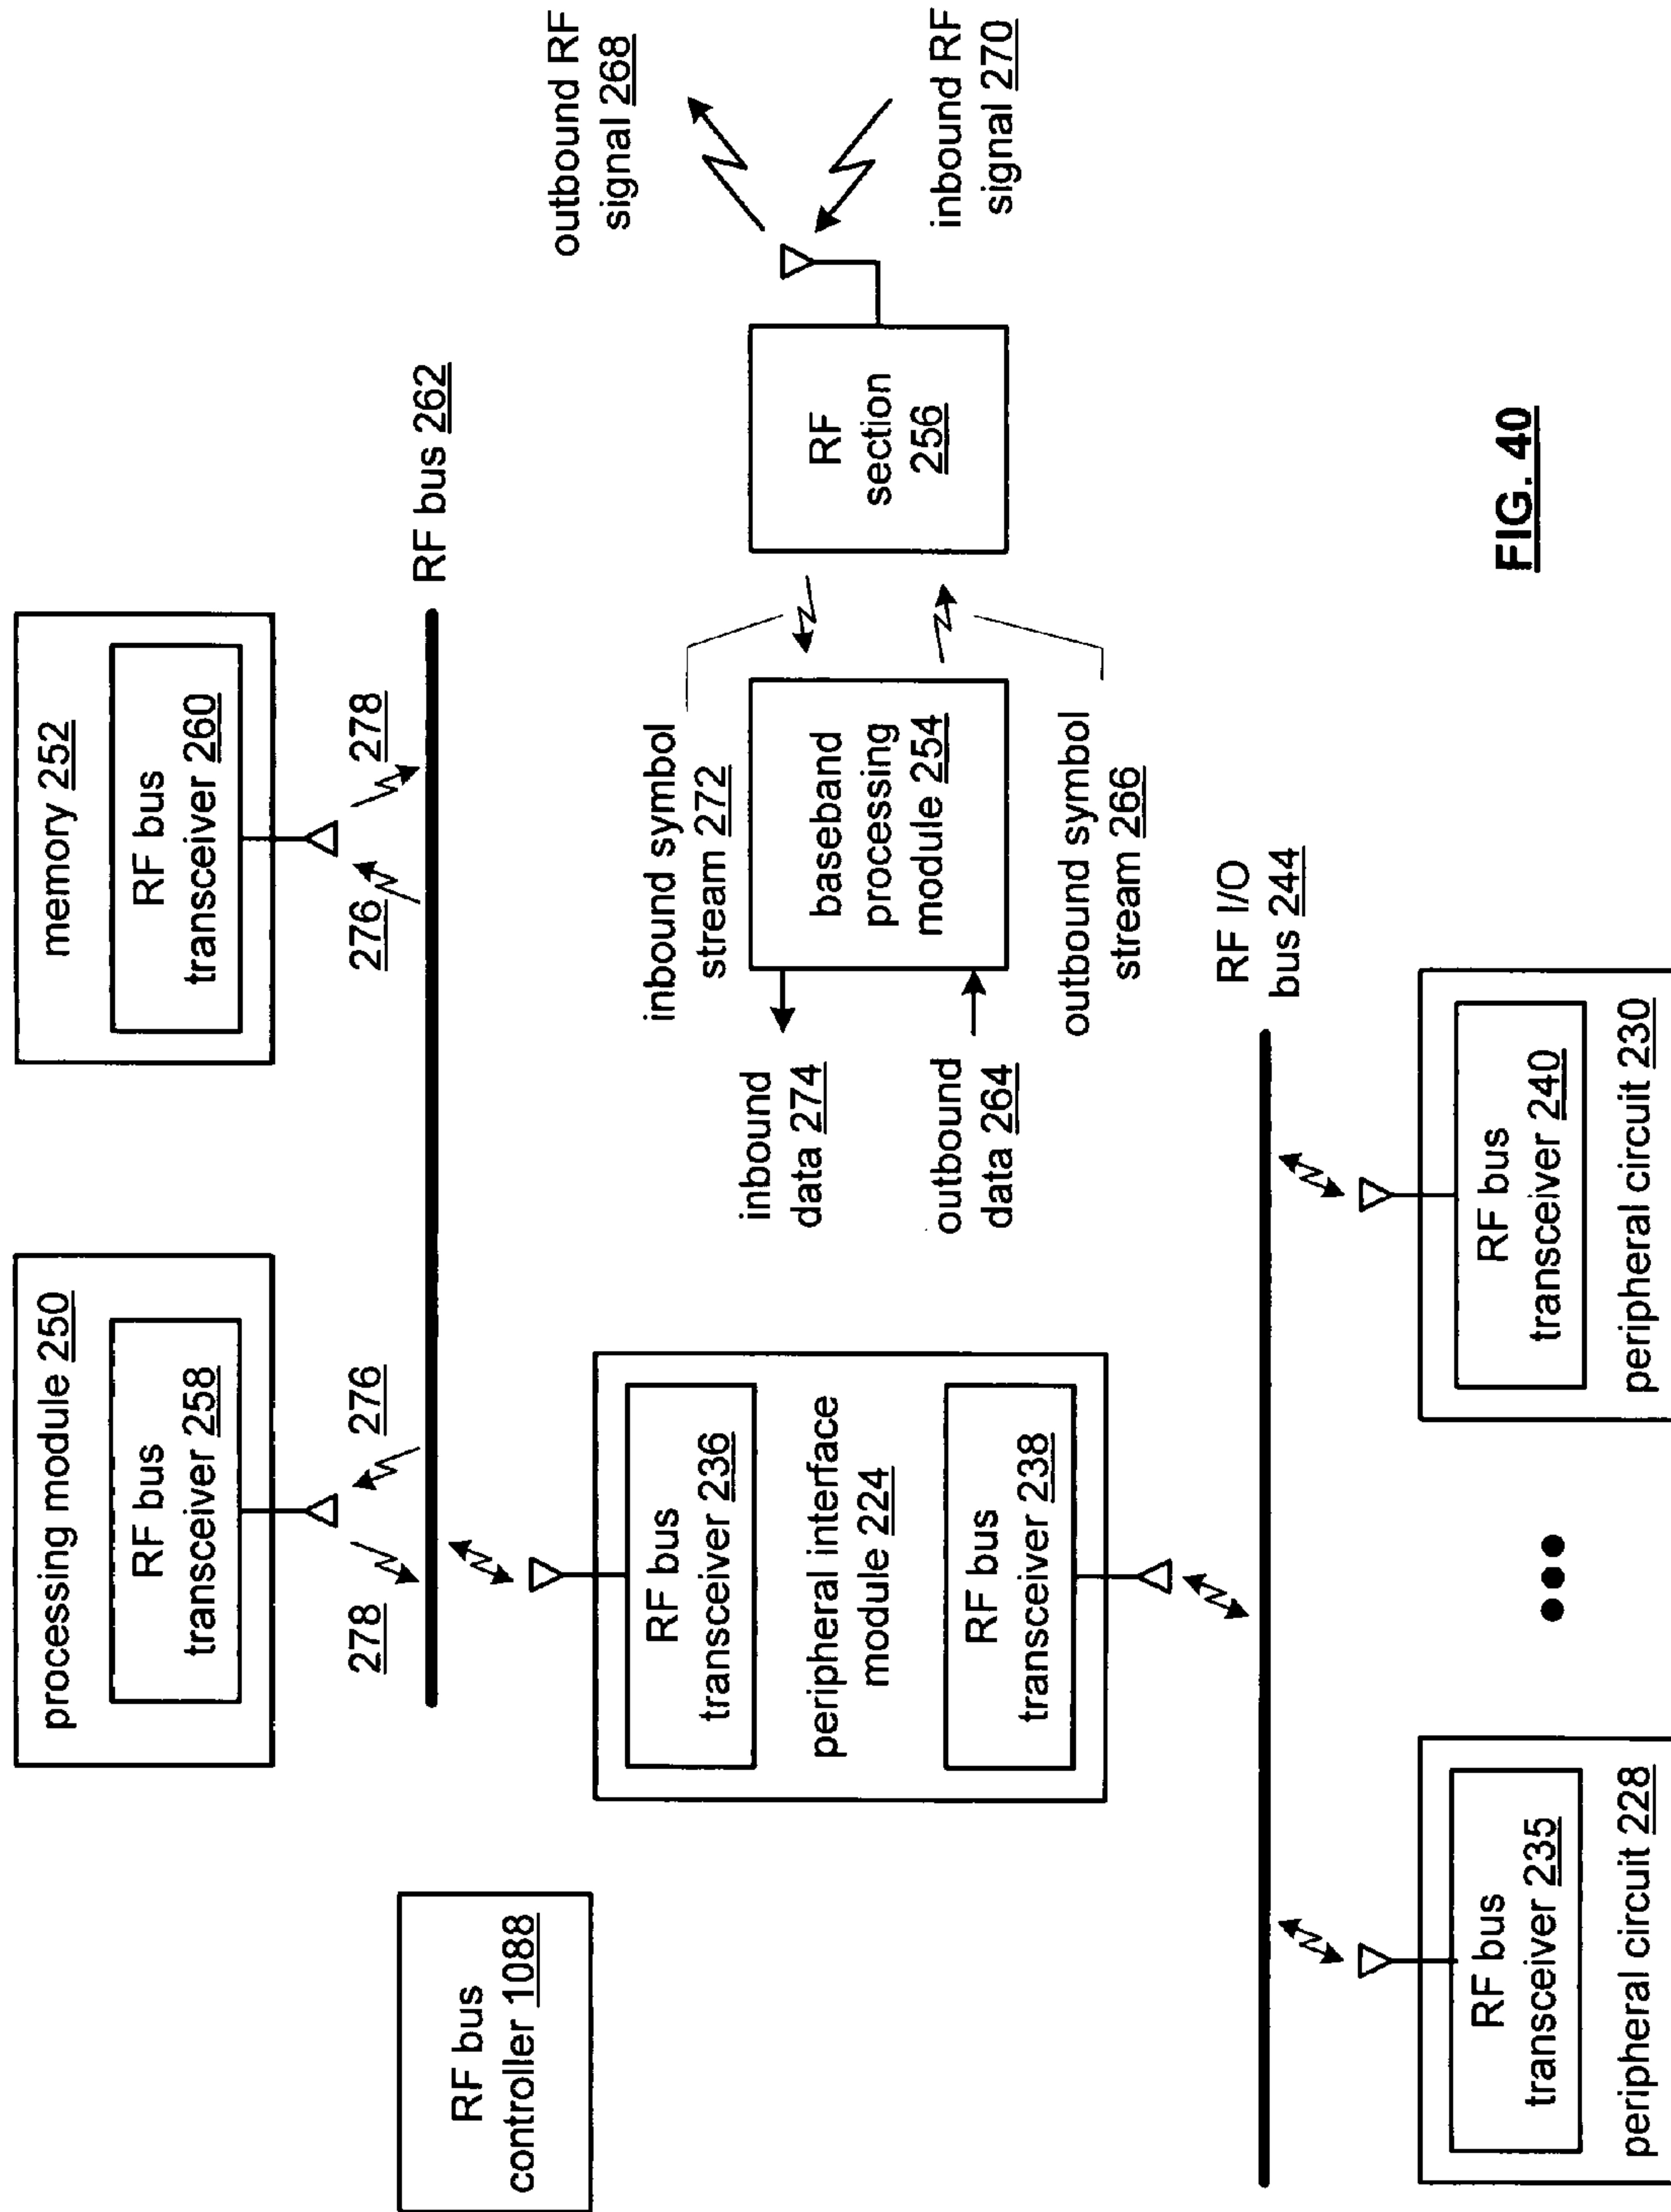 processing module 250
RF bus
transceiver 258
memory 252
RF bus
transceiver 260
278
276
276
278
RF bus 262
RF bus
controller 1088
RF bus
transceiver 236
peripheral interface
module 224
RF bus
transceiver 238
inbound symbol
stream 272
inbound
data 274
outbound
data 264
baseband
processing
module 254
outbound symbol
stream 266
RF
section
256
outbound RF
signal 268
inbound RF
signal 270
RF I/O
bus 244
RF bus
transceiver 235
peripheral circuit 228
RF bus
transceiver 240
peripheral circuit 230
FIG. 40